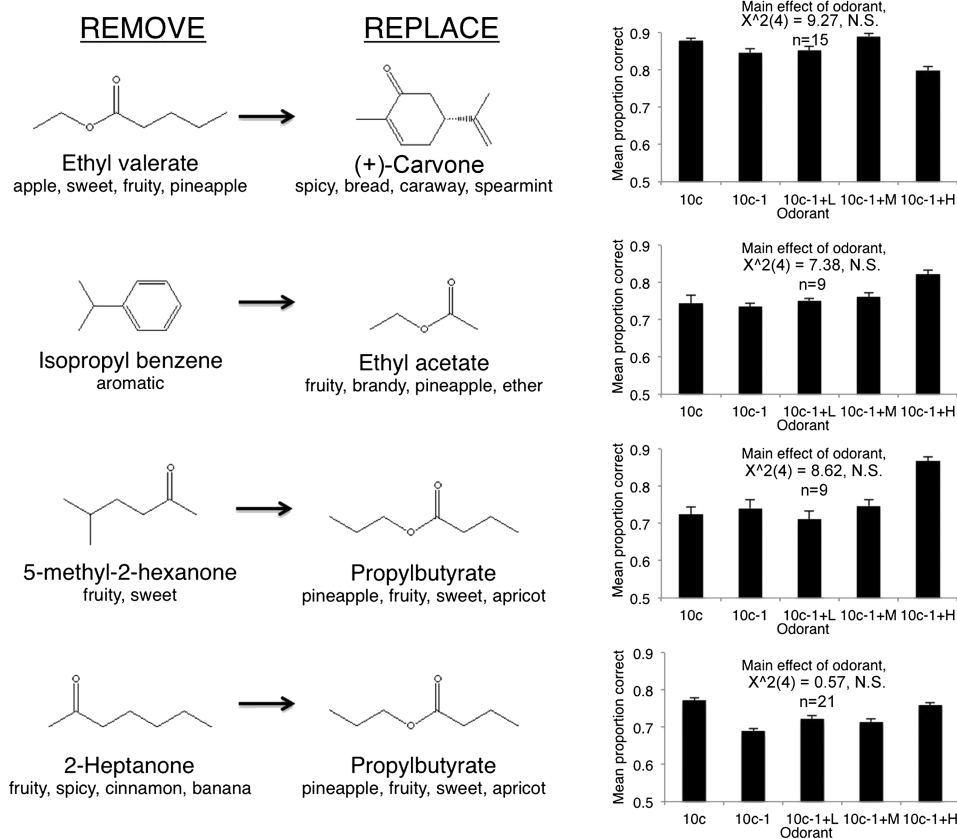 REMOVE
REPLACE
O
O
Ethyl valerate
apple, sweet, fruity, pineapple
O
(+)-Carvone
spicy, bread, caraway, spearmint
Main effect of odorant,
X^2(4) = 9.27, N.S.
n=15
Mean proportion correct
0.9
0.8
0.7
0.6
0.5
10c
10c-1
10c-1+L
10c-1+M
10c-1+H
Odorant
Isopropyl benzene
aromatic
O
O
Ethyl acetate
fruity, brandy, pineapple, ether
Main effect of odorant,
X^2(4) = 7.38, N.S.
n=9
Mean proportion correct
0.9
0.8
0.7
0.6
0.5
10c
10c-1
10c-1+L
10c-1+M
10c-1+H
Odorant
O
5-methyl-2-hexanone
fruity, sweet
O
O
Propylbutyrate
pineapple, fruity, sweet, apricot
Main effect of odorant,
X^2(4) = 8.62, N.S.
n=9
Mean proportion correct
0.9
0.8
0.7
0.6
0.5
10c
10c-1
10c-1+L
10c-1+M
10c-1+H
Odorant
O
2-Heptanone
fruity, spicy, cinnamon, banana
O
O
Propylbutyrate
pineapple, fruity, sweet, apricot
Main effect of odorant,
X^2(4) = 0.57, N.S.
n=21
Mean proportion correct
0.9
0.8
0.7
0.6
0.5
10c
10c-1
10c-1+L
10c-1+M
10c-1+H
Odorant